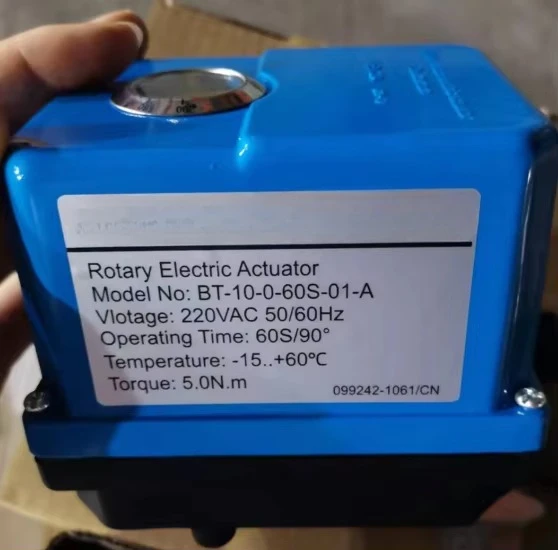 Rotary Electric Actuator
Model No: BT-10-0-60S-01-A
Vlotage: 220VAC 50/60Hz
Operating Time: 60S/90°
Temperature: -15..+60℃
Torque: 5.0N.m
099242-1061/CN